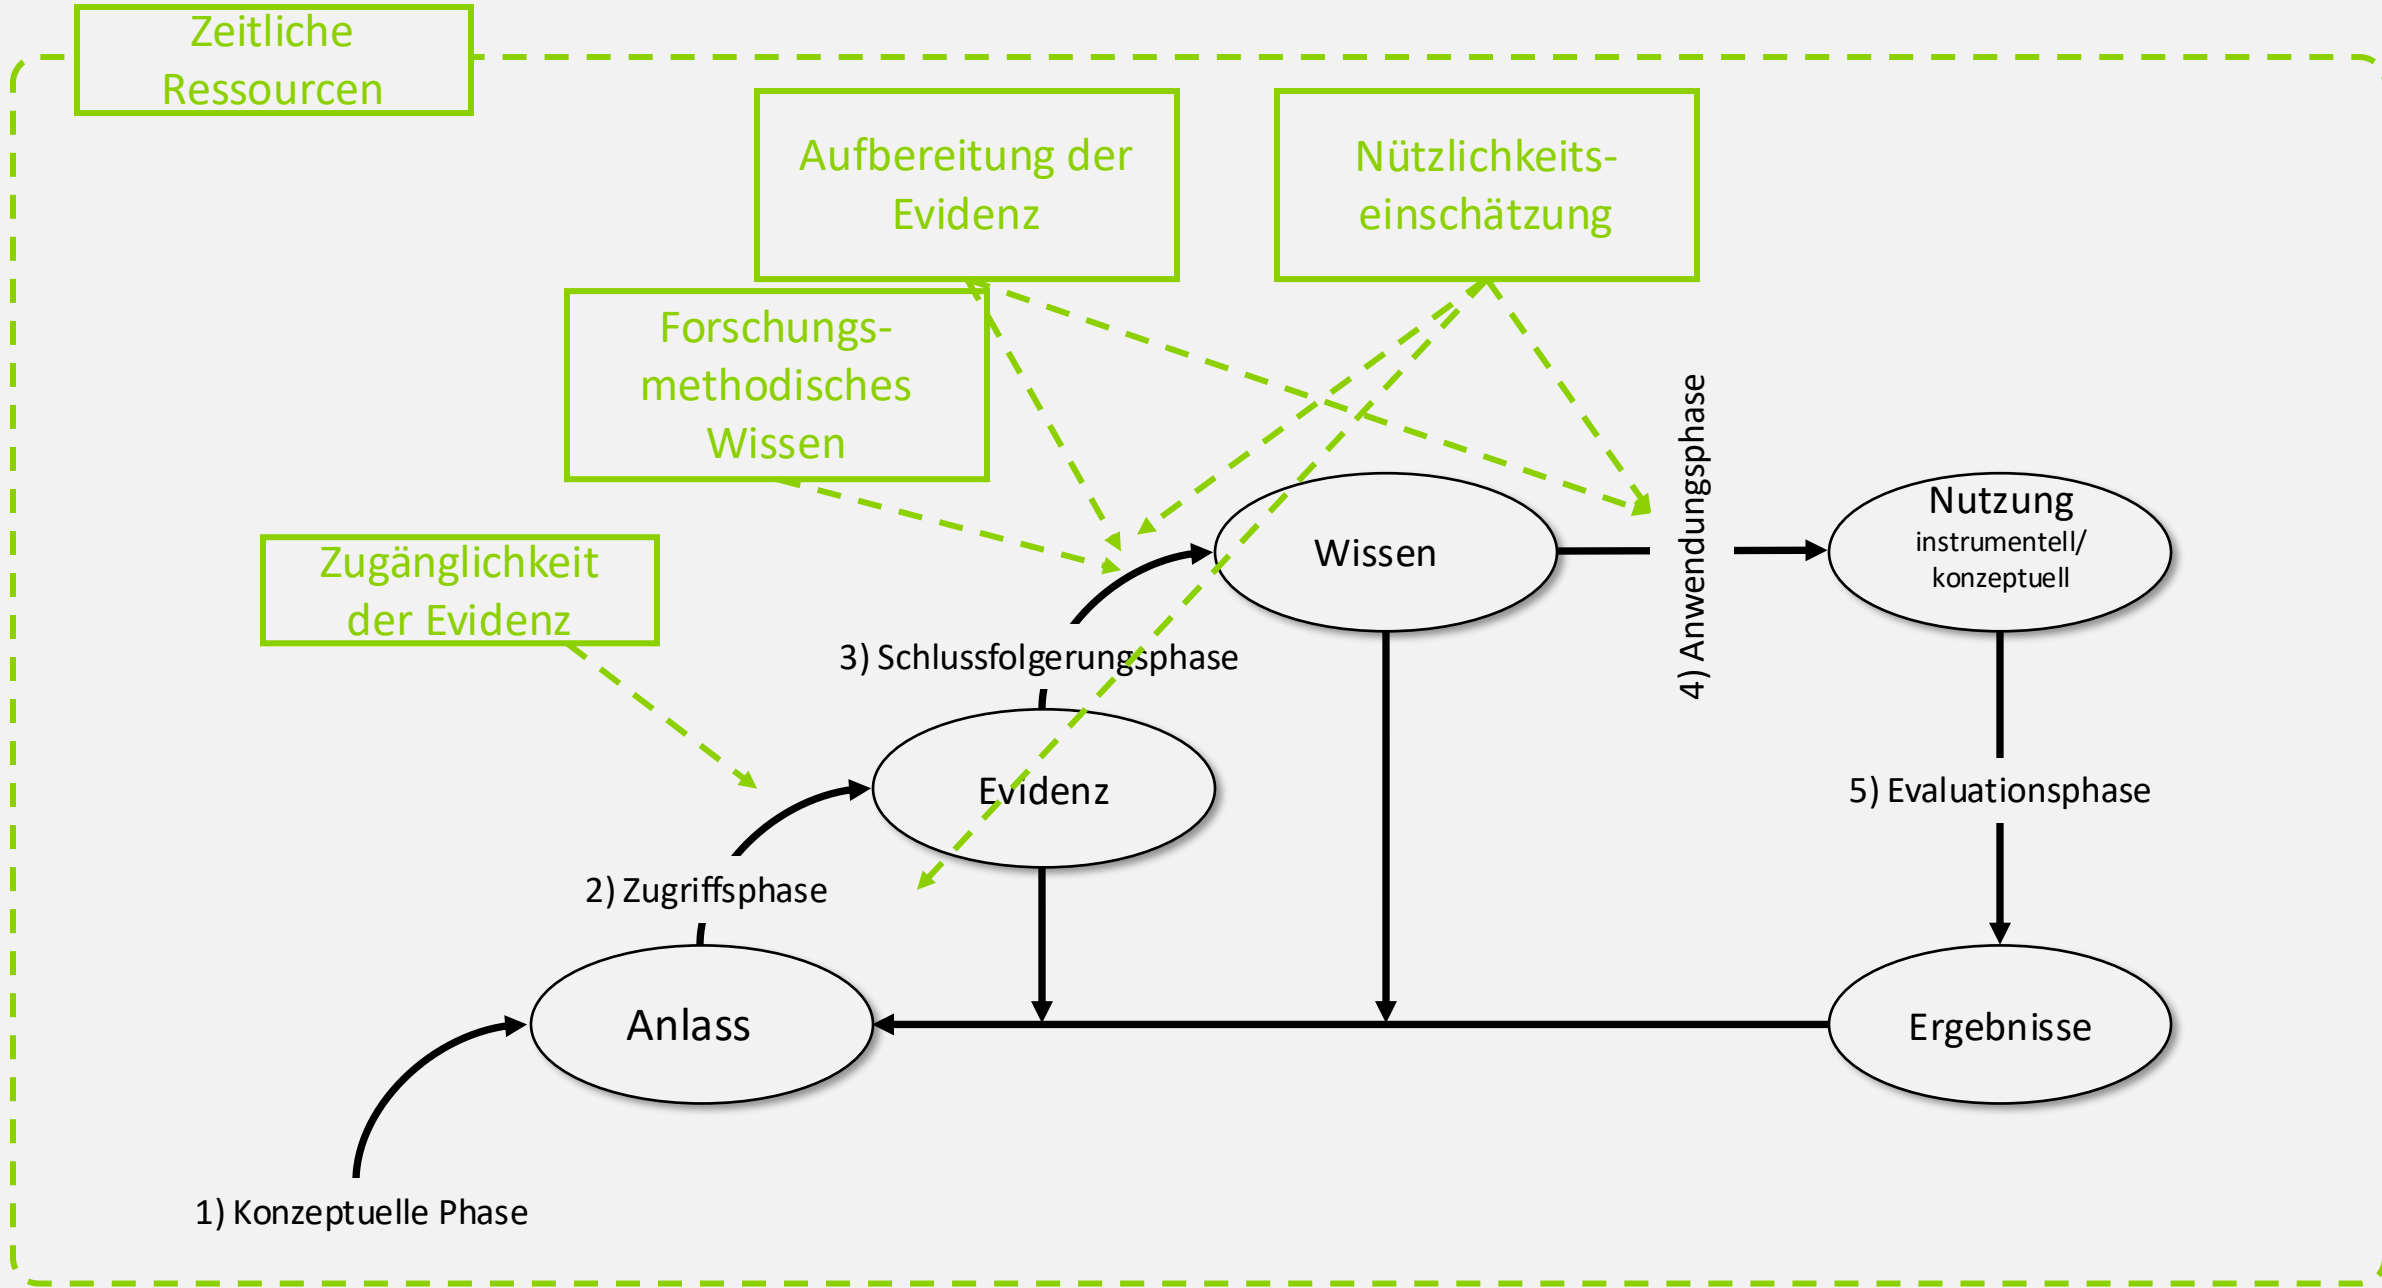 Zeitliche
Ressourcen
Aufbereitung der
Evidenz
Nützlichkeits-
einschätzung
Forschungs-
methodisches
Wissen
Zugänglichkeit
der Evidenz
4) Anwendungsphase
Wissen
Nutzung
instrumentell/
konzeptuell
3) Schlussfolgerungsphase
Evidenz
5) Evaluationsphase
2) Zugriffsphase
Anlass
Ergebnisse
1) Konzeptuelle Phase